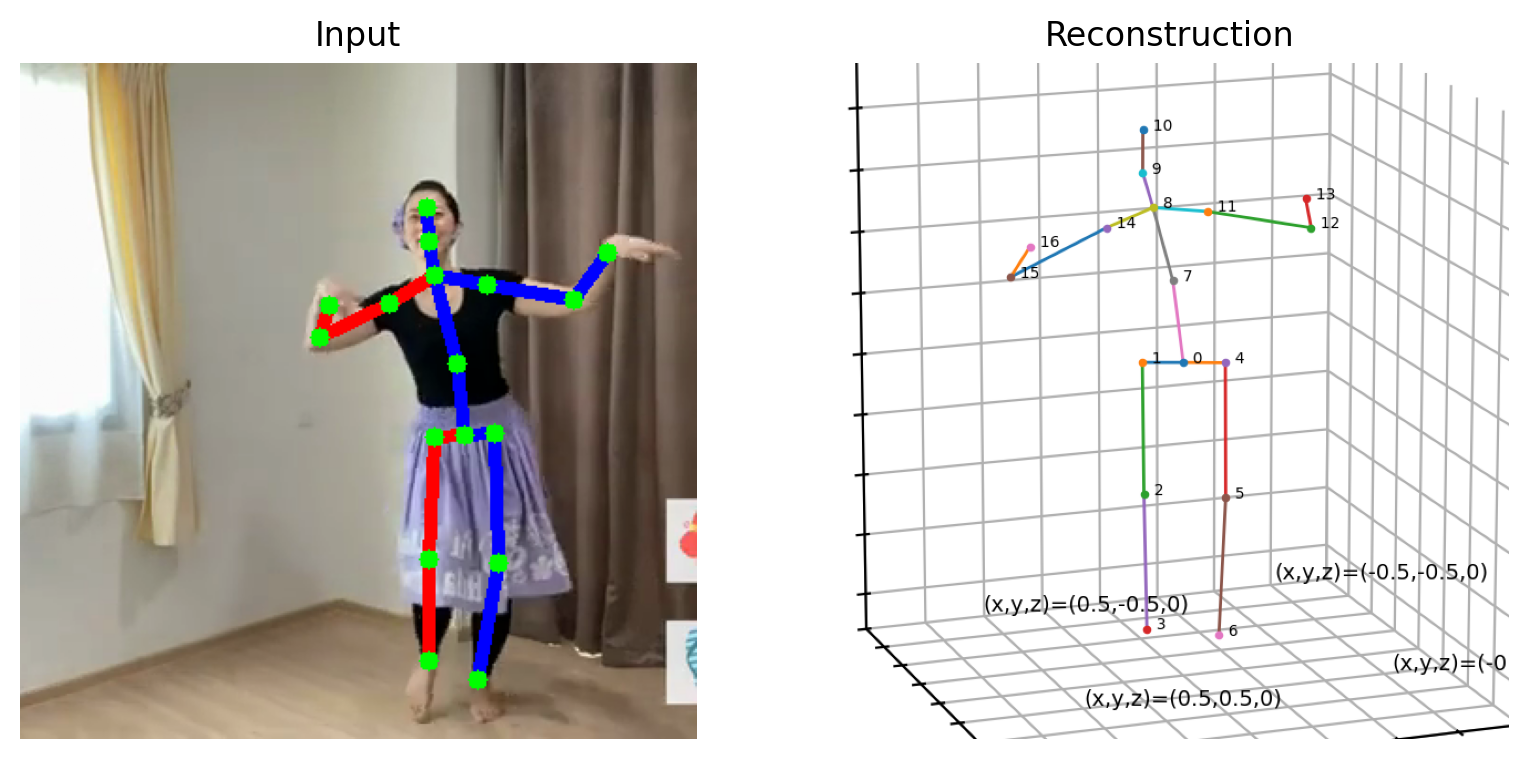 Input
Reconstruction
10
9
13
8
11
14
12
16
15
7
1
0
4
2
5
(x,y,z)=(-0.5,-0.5,0)
(x,y,z)=(0.5,-0.5,0)
3
6
(x,y,z)=(-0
(x,y,z)=(0.5,0.5,0)